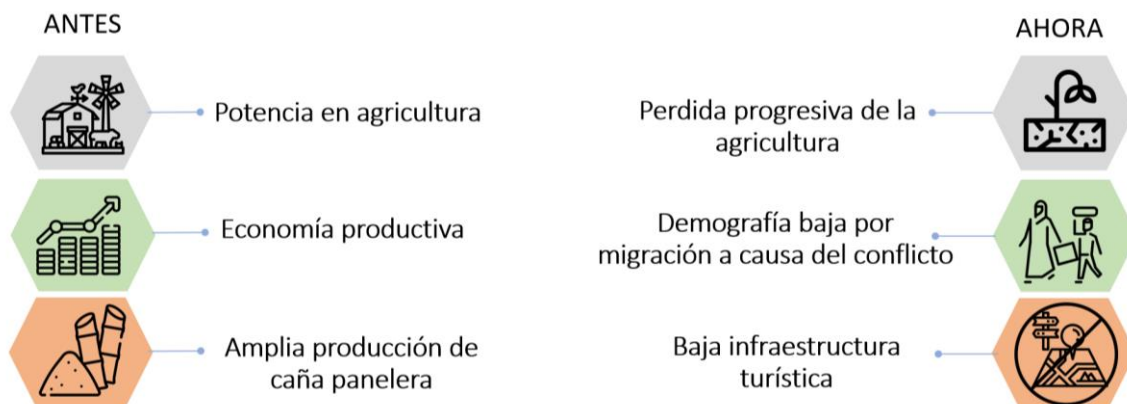 ANTES
Potencia en agricultura
Economía productiva
Amplia producción de
caña panelera
AHORA
Perdida progresiva de la
agricultura
Demografía baja por
migración a causa del conflicto
Baja infraestructura
turística